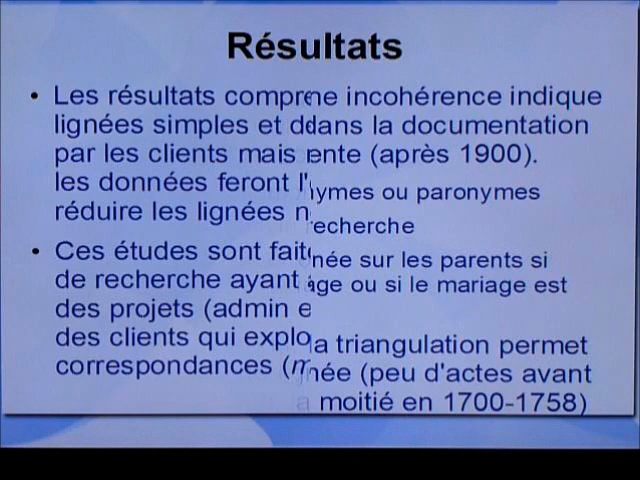 Résultats
• Les résultats compr ne incohérence indique
lignées simples et d dans la documentation
par les clients mais ente (après 1900).
les données feront l' ymes ou paronymes
réduire les lignées n echerche
• Ces études sont fait née sur les parents si
de recherche ayant age ou si le mariage est
des projets (admin e
des clients qui explo a triangulation permet
correspondances (m née (peu d'actes avant
a moitié en 1700-1758)